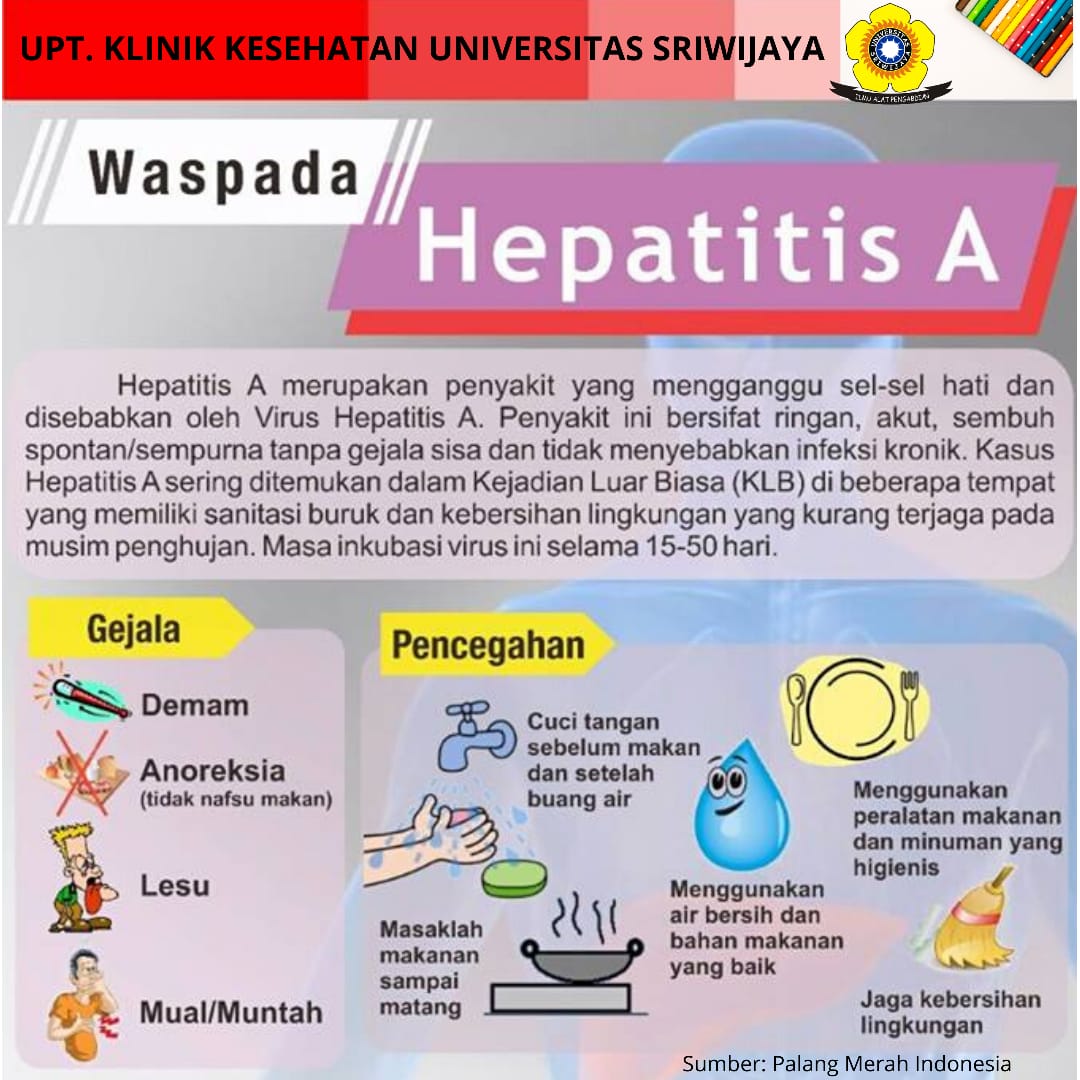 UPT. KLINIK KESEHATAN UNIVERSITAS SRIWIJAYA
UNIVERSITAS
SRIWIJAYA
ILMU ALAT PENGABDIAN
Waspada
Hepatitis A
Hepatitis A merupakan penyakit yang mengganggu sel-sel hati dan
disebabkan oleh Virus Hepatitis A. Penyakit ini bersifat ringan, akut, sembuh
spontan/sempurna tanpa gejala sisa dan tidak menyebabkan infeksi kronik. Kasus
Hepatitis A sering ditemukan dalam Kejadian Luar Biasa (KLB) di beberapa tempat
yang memiliki sanitasi buruk dan kebersihan lingkungan yang kurang terjaga pada
musim penghujan. Masa inkubasi virus ini selama 15-50 hari.
Gejala
Demam
Anoreksia
(tidak nafsu makan)
Lesu
Mual/Muntah
Pencegahan
Cuci tangan
sebelum makan
dan setelah
buang air
Menggunakan
peralatan makanan
dan minuman yang
higienis
Masaklah
makanan
sampai
matang
Menggunakan
air bersih dan
bahan makanan
yang baik
Jaga kebersihan
lingkungan
Sumber: Palang Merah Indonesia